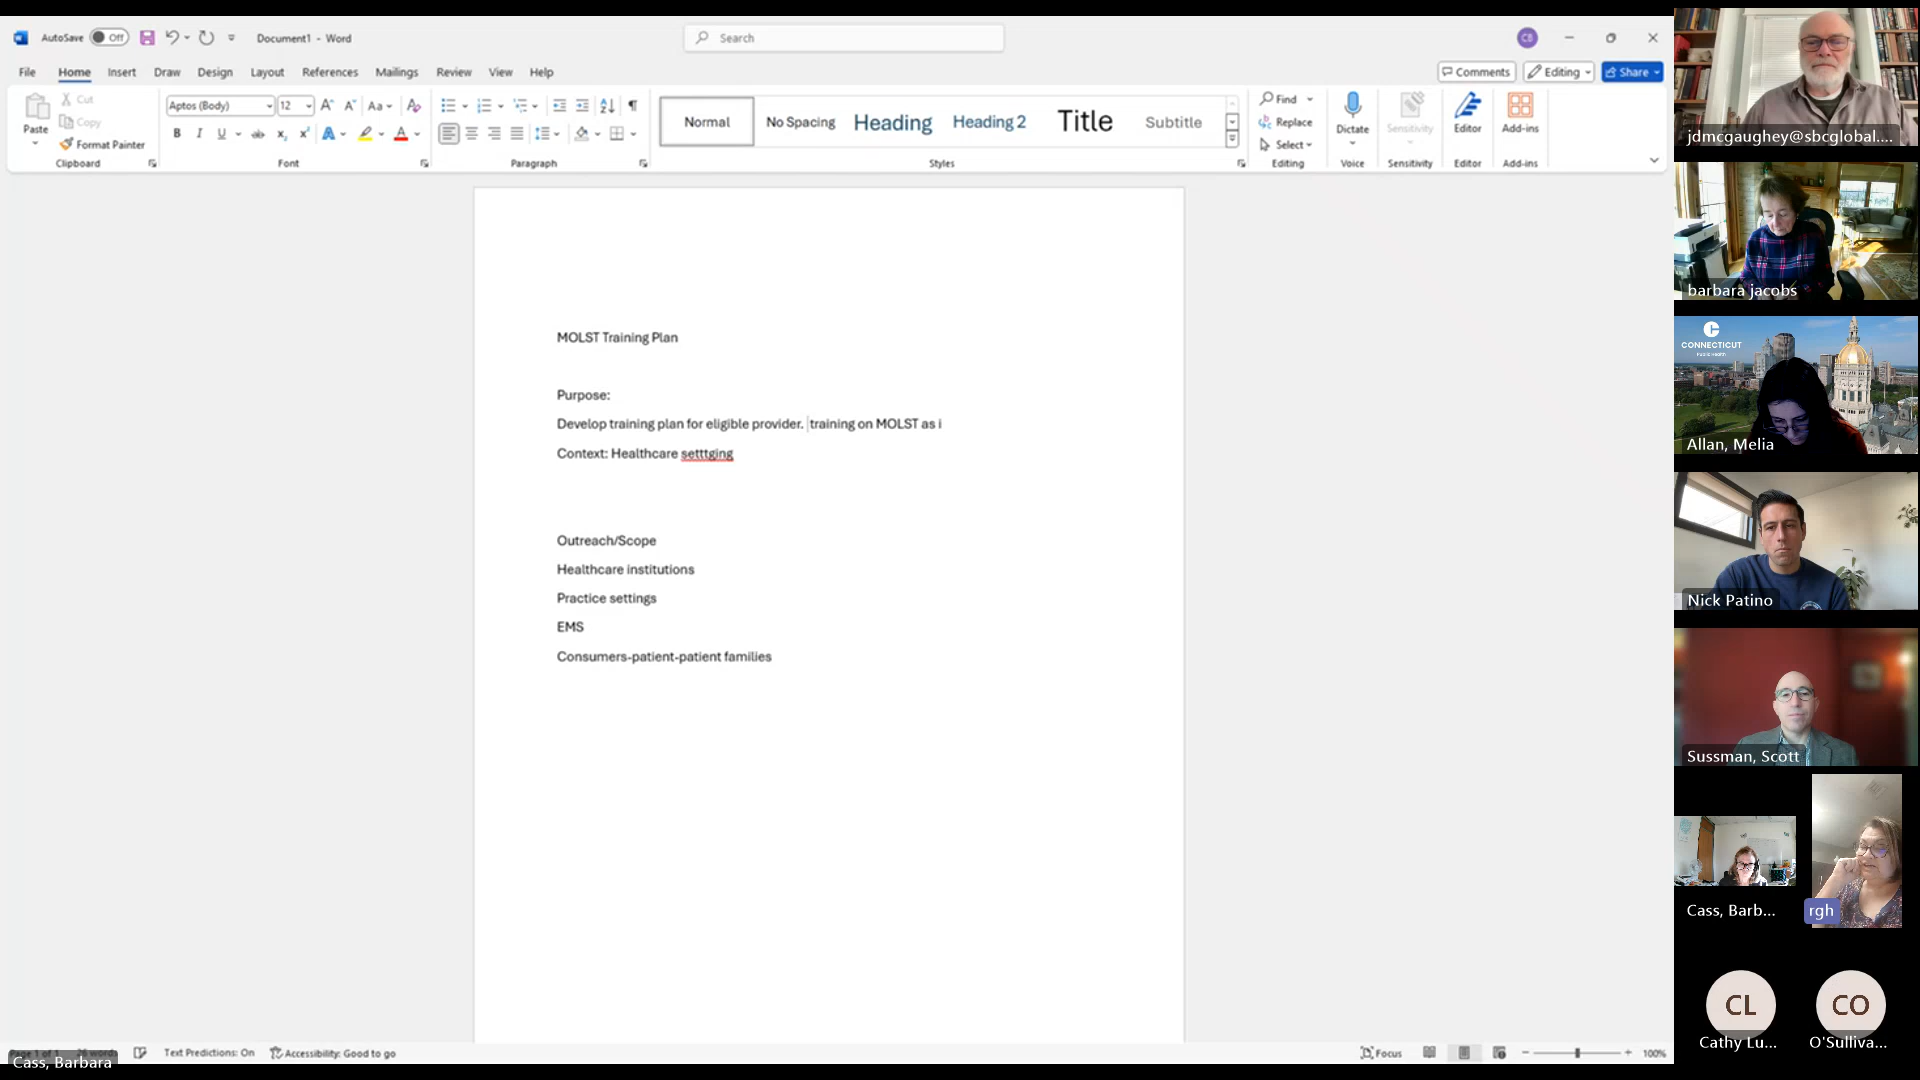 AutoSave Off Document1 - Word Search CB
File Home Insert Draw Design Layout References Mailings Review View Help Comments Editing Share
Paste Cut Copy Format Painter Clipboard
Aptos (Body) 12 Font
Paragraph
Normal No Spacing Heading Heading 2 Title Subtitle Styles
Find Replace Select Editing
Dictate Voice
Sensitivity Sensitivity
Editor Editor
Add-ins Add-ins
MOLST Training Plan
Purpose:
Develop training plan for eligible provider. training on MOLST as i
Context: Healthcare setttging
Outreach/Scope
Healthcare institutions
Practice settings
EMS
Consumers-patient-patient families
Text Predictions: On Accessibility: Good to go Focus 100%
Cass, Barbara
jdmcgaughey@sbcglobal....
barbara jacobs
CONNECTICUT
Public Health
Allan, Melia
Nick Patino
Sussman, Scott
Cass, Barb...
rgh
CL
Cathy Lu...
CO
O'Sulliva...